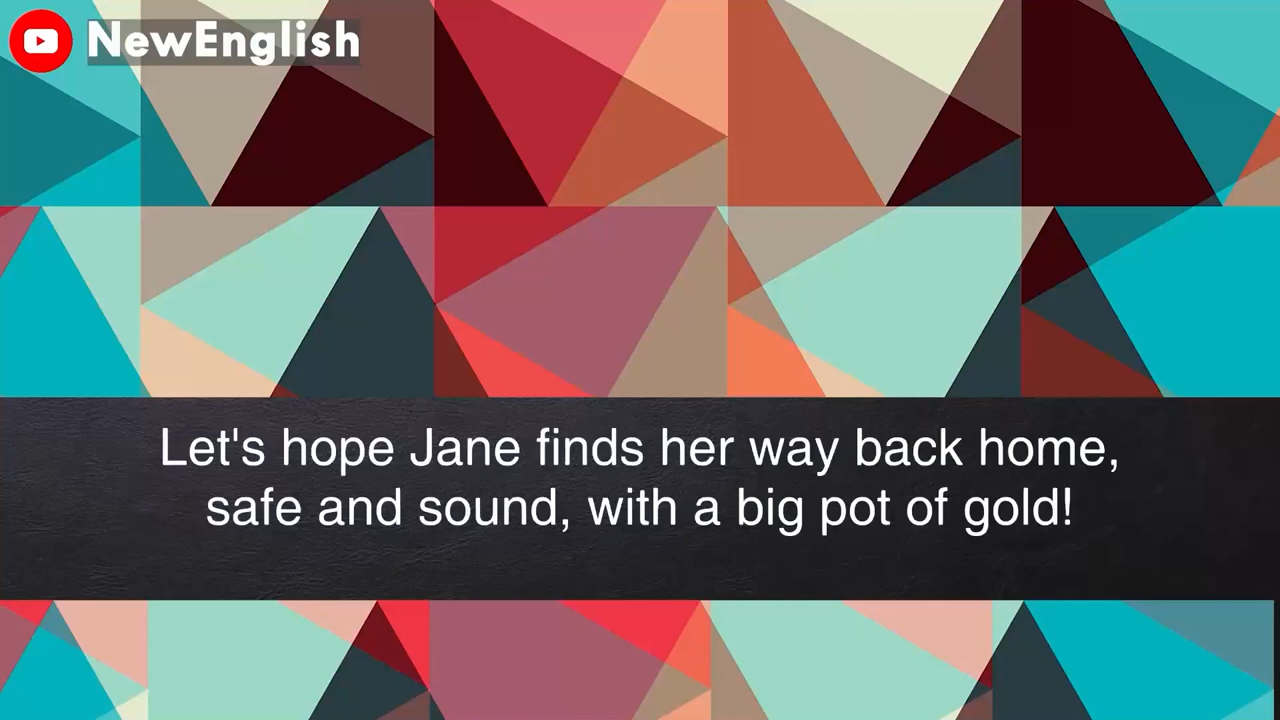 NewEnglish
Let's hope Jane finds her way back home,
safe and sound, with a big pot of gold!